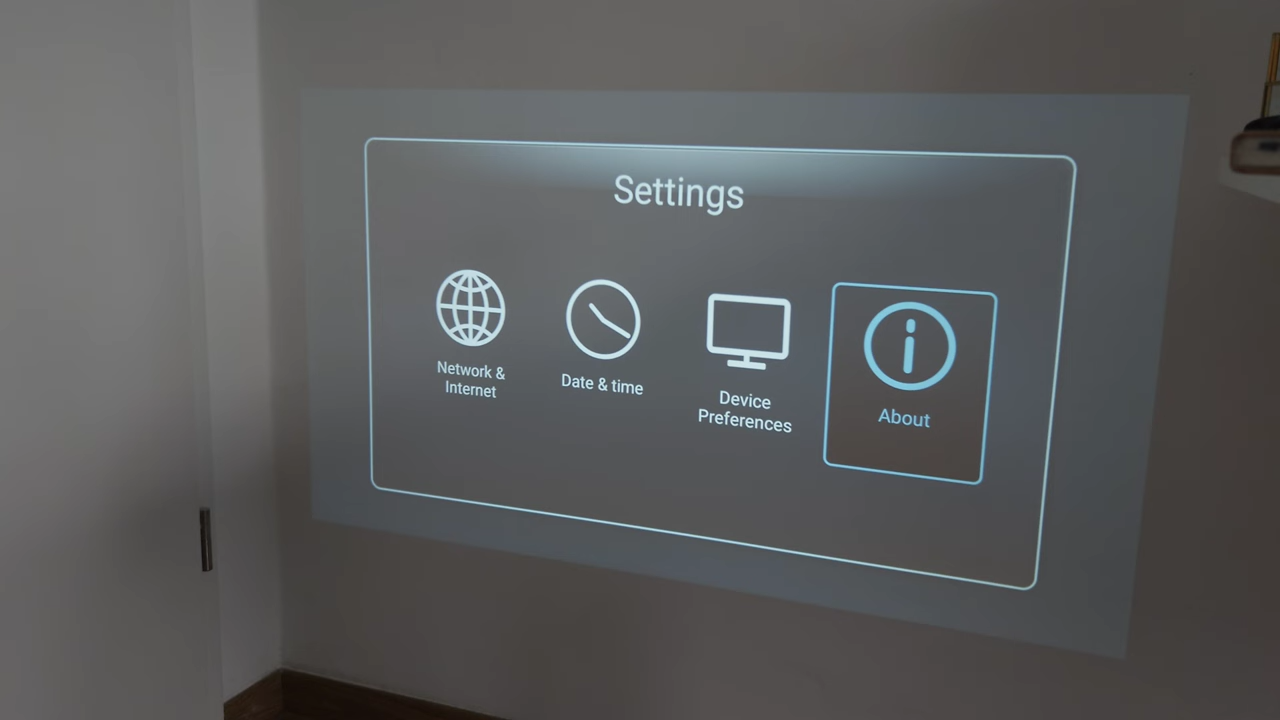 Settings
Network &
Internet
Date & time
Device
Preferences
About